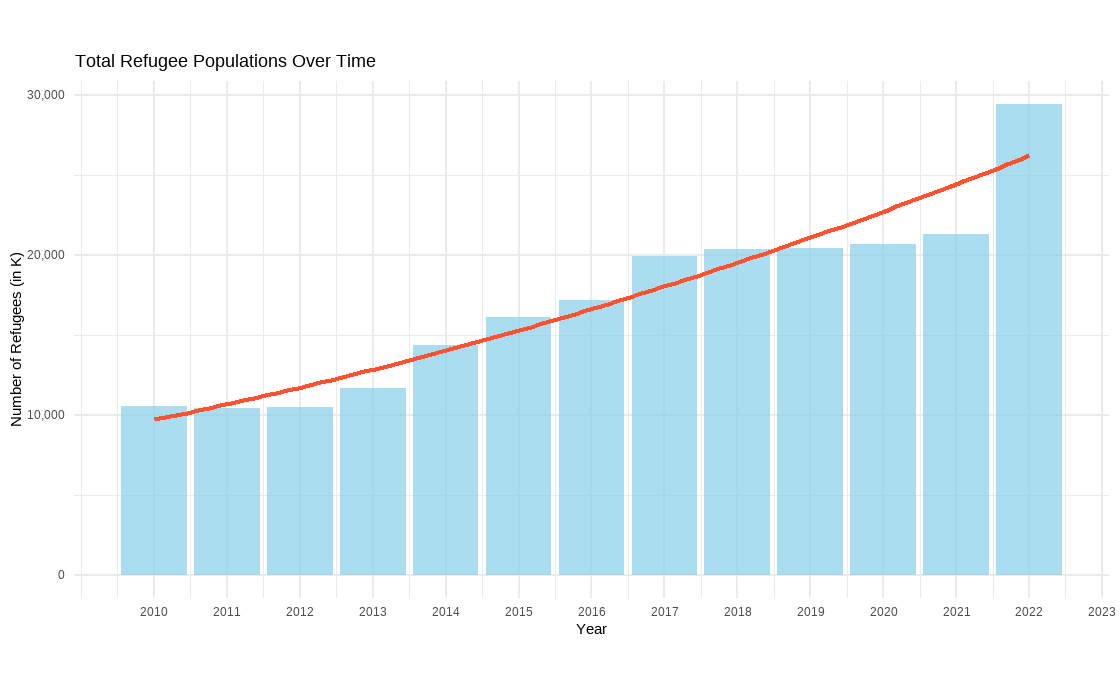 Total Refugee Populations Over Time
30,000
20,000
10,000
0
Number of Refugees (in K)
2010 2011 2012 2013 2014 2015 2016 2017 2018 2019 2020 2021 2022 2023
Year